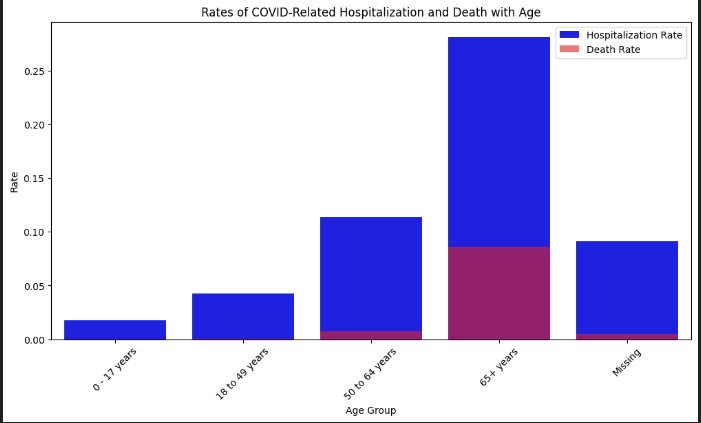 Rates of COVID-Related Hospitalization and Death with Age
Hospitalization Rate
Death Rate
Rate
0.25
0.20
0.15
0.10
0.05
0.00
0 - 17 years
18 to 49 years
50 to 64 years
65+ years
Missing
Age Group